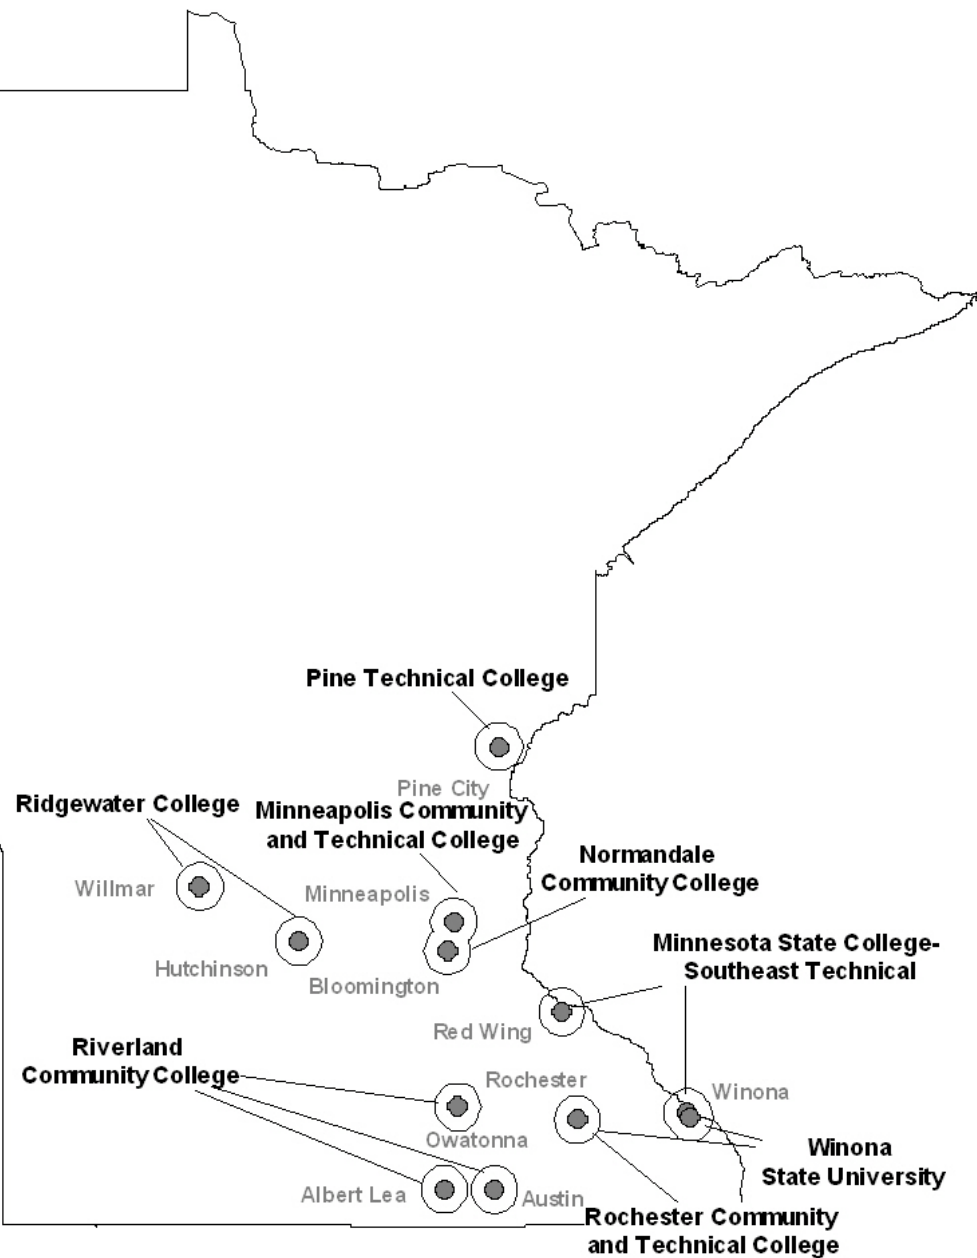 Pine Technical College
Pine City
Ridgewater College
Minneapolis Community
and Technical College
Normandale
Community College
Willmar
Minneapolis
Hutchinson
Bloomington
Minnesota State College-
Southeast Technical
Red Wing
Riverland
Community College
Rochester
Winona
Owatonna
Winona
State University
Albert Lea
Austin
Rochester Community
and Technical College